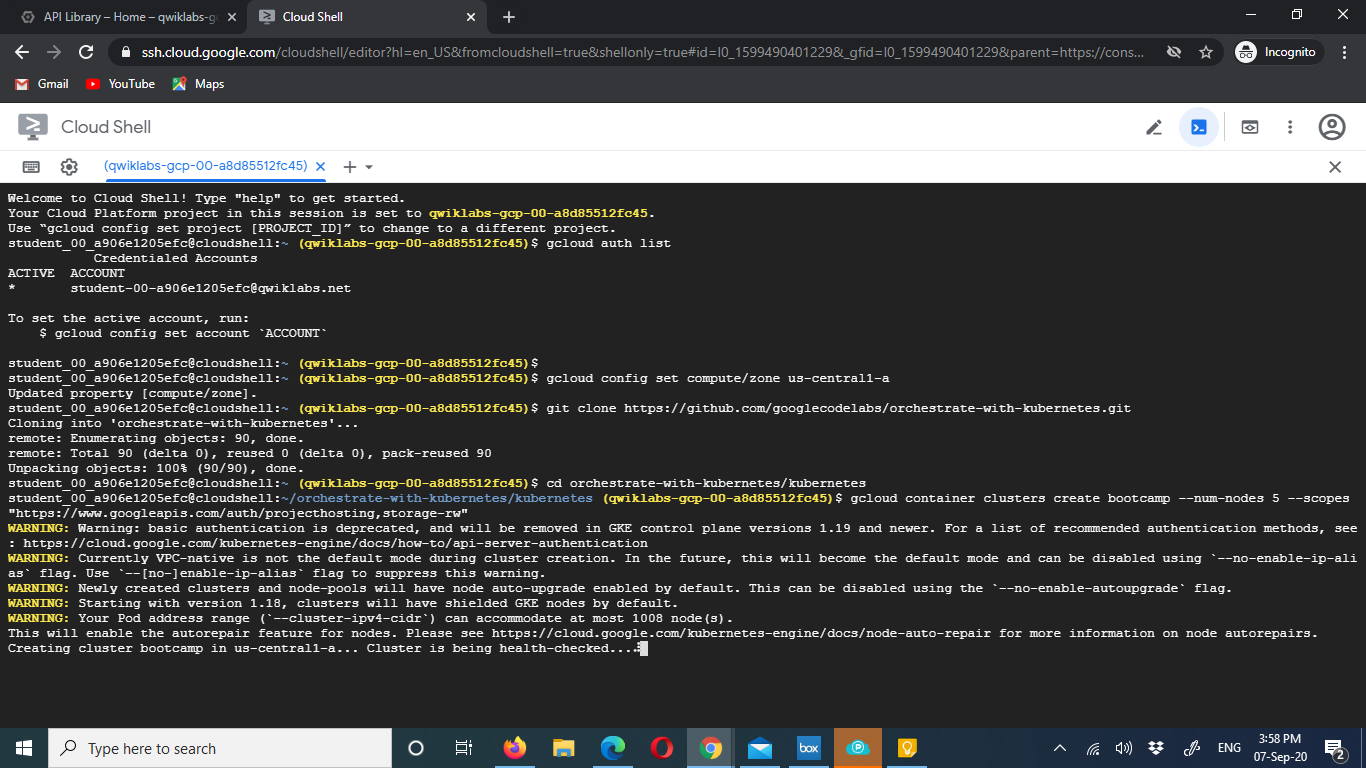 API Library – Home – qwiklabs-g
Cloud Shell
ssh.cloud.google.com/cloudshell/editor?hl=en_US&fromcloudshell=true&shellonly=true#id=I0_1599490401229&_gfid=I0_1599490401229&parent=https://cons...
Incognito
Gmail
YouTube
Maps
Cloud Shell
(qwiklabs-gcp-00-a8d85512fc45)
Welcome to Cloud Shell! Type "help" to get started.
Your Cloud Platform project in this session is set to qwiklabs-gcp-00-a8d85512fc45.
Use “gcloud config set project [PROJECT_ID]” to change to a different project.
student_00_a906e1205efc@cloudshell:~ (qwiklabs-gcp-00-a8d85512fc45)$ gcloud auth list
Credentialed Accounts
ACTIVE  ACCOUNT
*       student-00-a906e1205efc@qwiklabs.net
To set the active account, run:
$ gcloud config set account `ACCOUNT`
student_00_a906e1205efc@cloudshell:~ (qwiklabs-gcp-00-a8d85512fc45)$
student_00_a906e1205efc@cloudshell:~ (qwiklabs-gcp-00-a8d85512fc45)$ gcloud config set compute/zone us-central1-a
Updated property [compute/zone].
student_00_a906e1205efc@cloudshell:~ (qwiklabs-gcp-00-a8d85512fc45)$ git clone https://github.com/googlecodelabs/orchestrate-with-kubernetes.git
Cloning into 'orchestrate-with-kubernetes'...
remote: Enumerating objects: 90, done.
remote: Total 90 (delta 0), reused 0 (delta 0), pack-reused 90
Unpacking objects: 100% (90/90), done.
student_00_a906e1205efc@cloudshell:~ (qwiklabs-gcp-00-a8d85512fc45)$ cd orchestrate-with-kubernetes/kubernetes
student_00_a906e1205efc@cloudshell:~/orchestrate-with-kubernetes/kubernetes (qwiklabs-gcp-00-a8d85512fc45)$ gcloud container clusters create bootcamp --num-nodes 5 --scopes
"https://www.googleapis.com/auth/projecthosting,storage-rw"
WARNING: Warning: basic authentication is deprecated, and will be removed in GKE control plane versions 1.19 and newer. For a list of recommended authentication methods, see
: https://cloud.google.com/kubernetes-engine/docs/how-to/api-server-authentication
WARNING: Currently VPC-native is not the default mode during cluster creation. In the future, this will become the default mode and can be disabled using `--no-enable-ip-ali
as` flag. Use `--[no-]enable-ip-alias` flag to suppress this warning.
WARNING: Newly created clusters and node-pools will have node auto-upgrade enabled by default. This can be disabled using the `--no-enable-autoupgrade` flag.
WARNING: Starting with version 1.18, clusters will have shielded GKE nodes by default.
WARNING: Your Pod address range (`--cluster-ipv4-cidr`) can accommodate at most 1008 node(s).
This will enable the autorepair feature for nodes. Please see https://cloud.google.com/kubernetes-engine/docs/node-auto-repair for more information on node autorepairs.
Creating cluster bootcamp in us-central1-a... Cluster is being health-checked...
Type here to search
box
ENG
3:58 PM
07-Sep-20
2